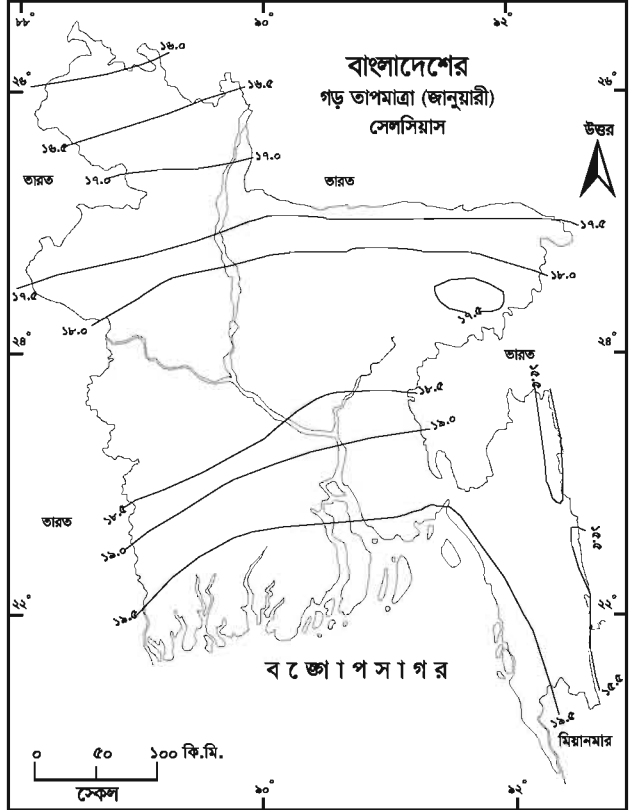 ৮৮° ৯০° ৯২°
১৬.০
বাংলাদেশের
গড় তাপমাত্রা (জানুয়ারী)
সেলসিয়াস
২৬° ২৬°
১৬.৫
উত্তর
১৬.৫
১৭.০
ভারত ১৭.০ ভারত
১৭.৫
১৮.০
১৭.৫
১৭.৫
১৮.০
২৪° ২৪°
ভারত
১৮.৫
১৯.০
১৮.৫
ভারত
১৯.০
১৯.৫
২২° ২২°
বঙ্গোপসাগর
১৯.৫
মিয়ানমার
০ ৫০ ১০০ কি.মি.
স্কেল
৯০° ৯২°